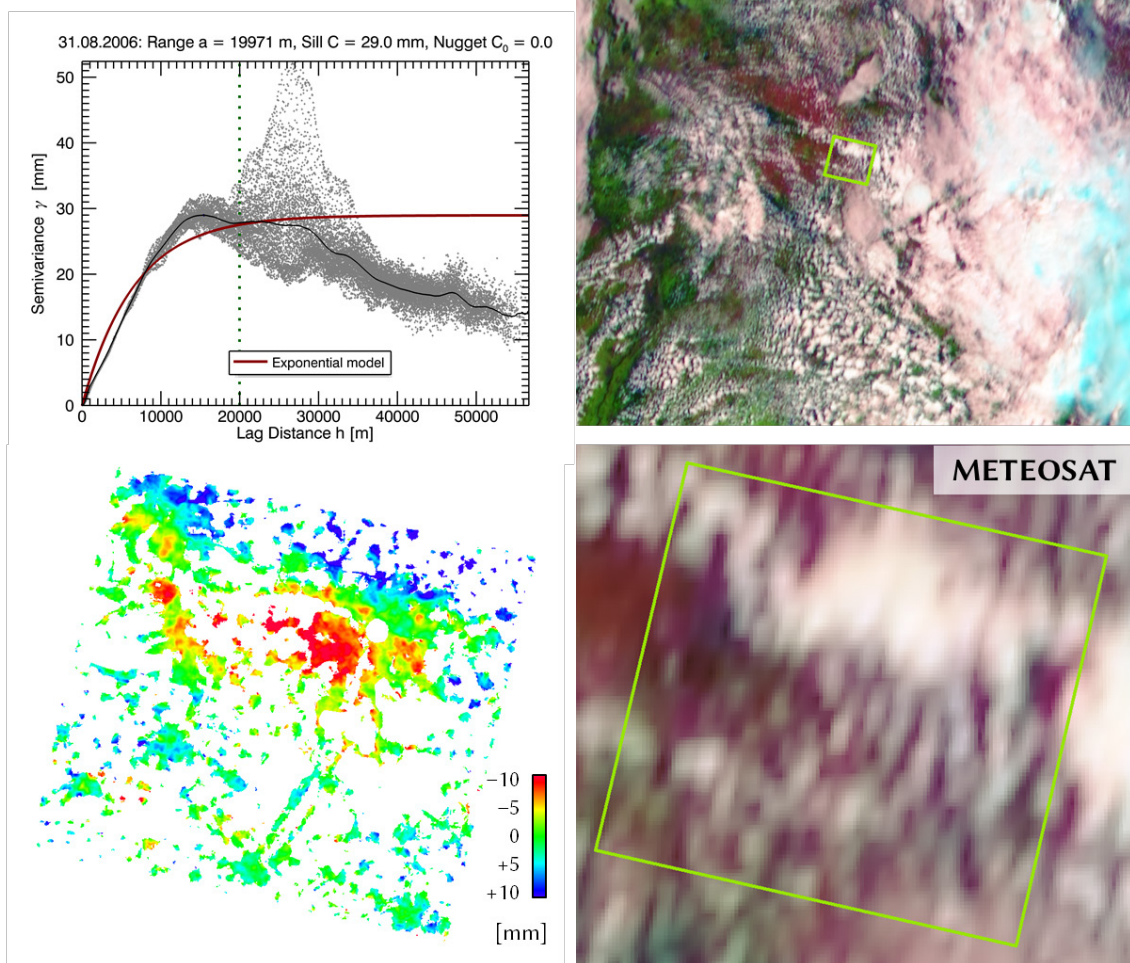 31.08.2006: Range a = 19971 m, Sill C = 29.0 mm, Nugget C₀ = 0.0
50
40
30
20
10
0
Semivariance γ [mm]
Exponential model
0 10000 20000 30000 40000 50000
Lag Distance h [m]
METEOSAT
−10
−5
0
+5
+10
[mm]